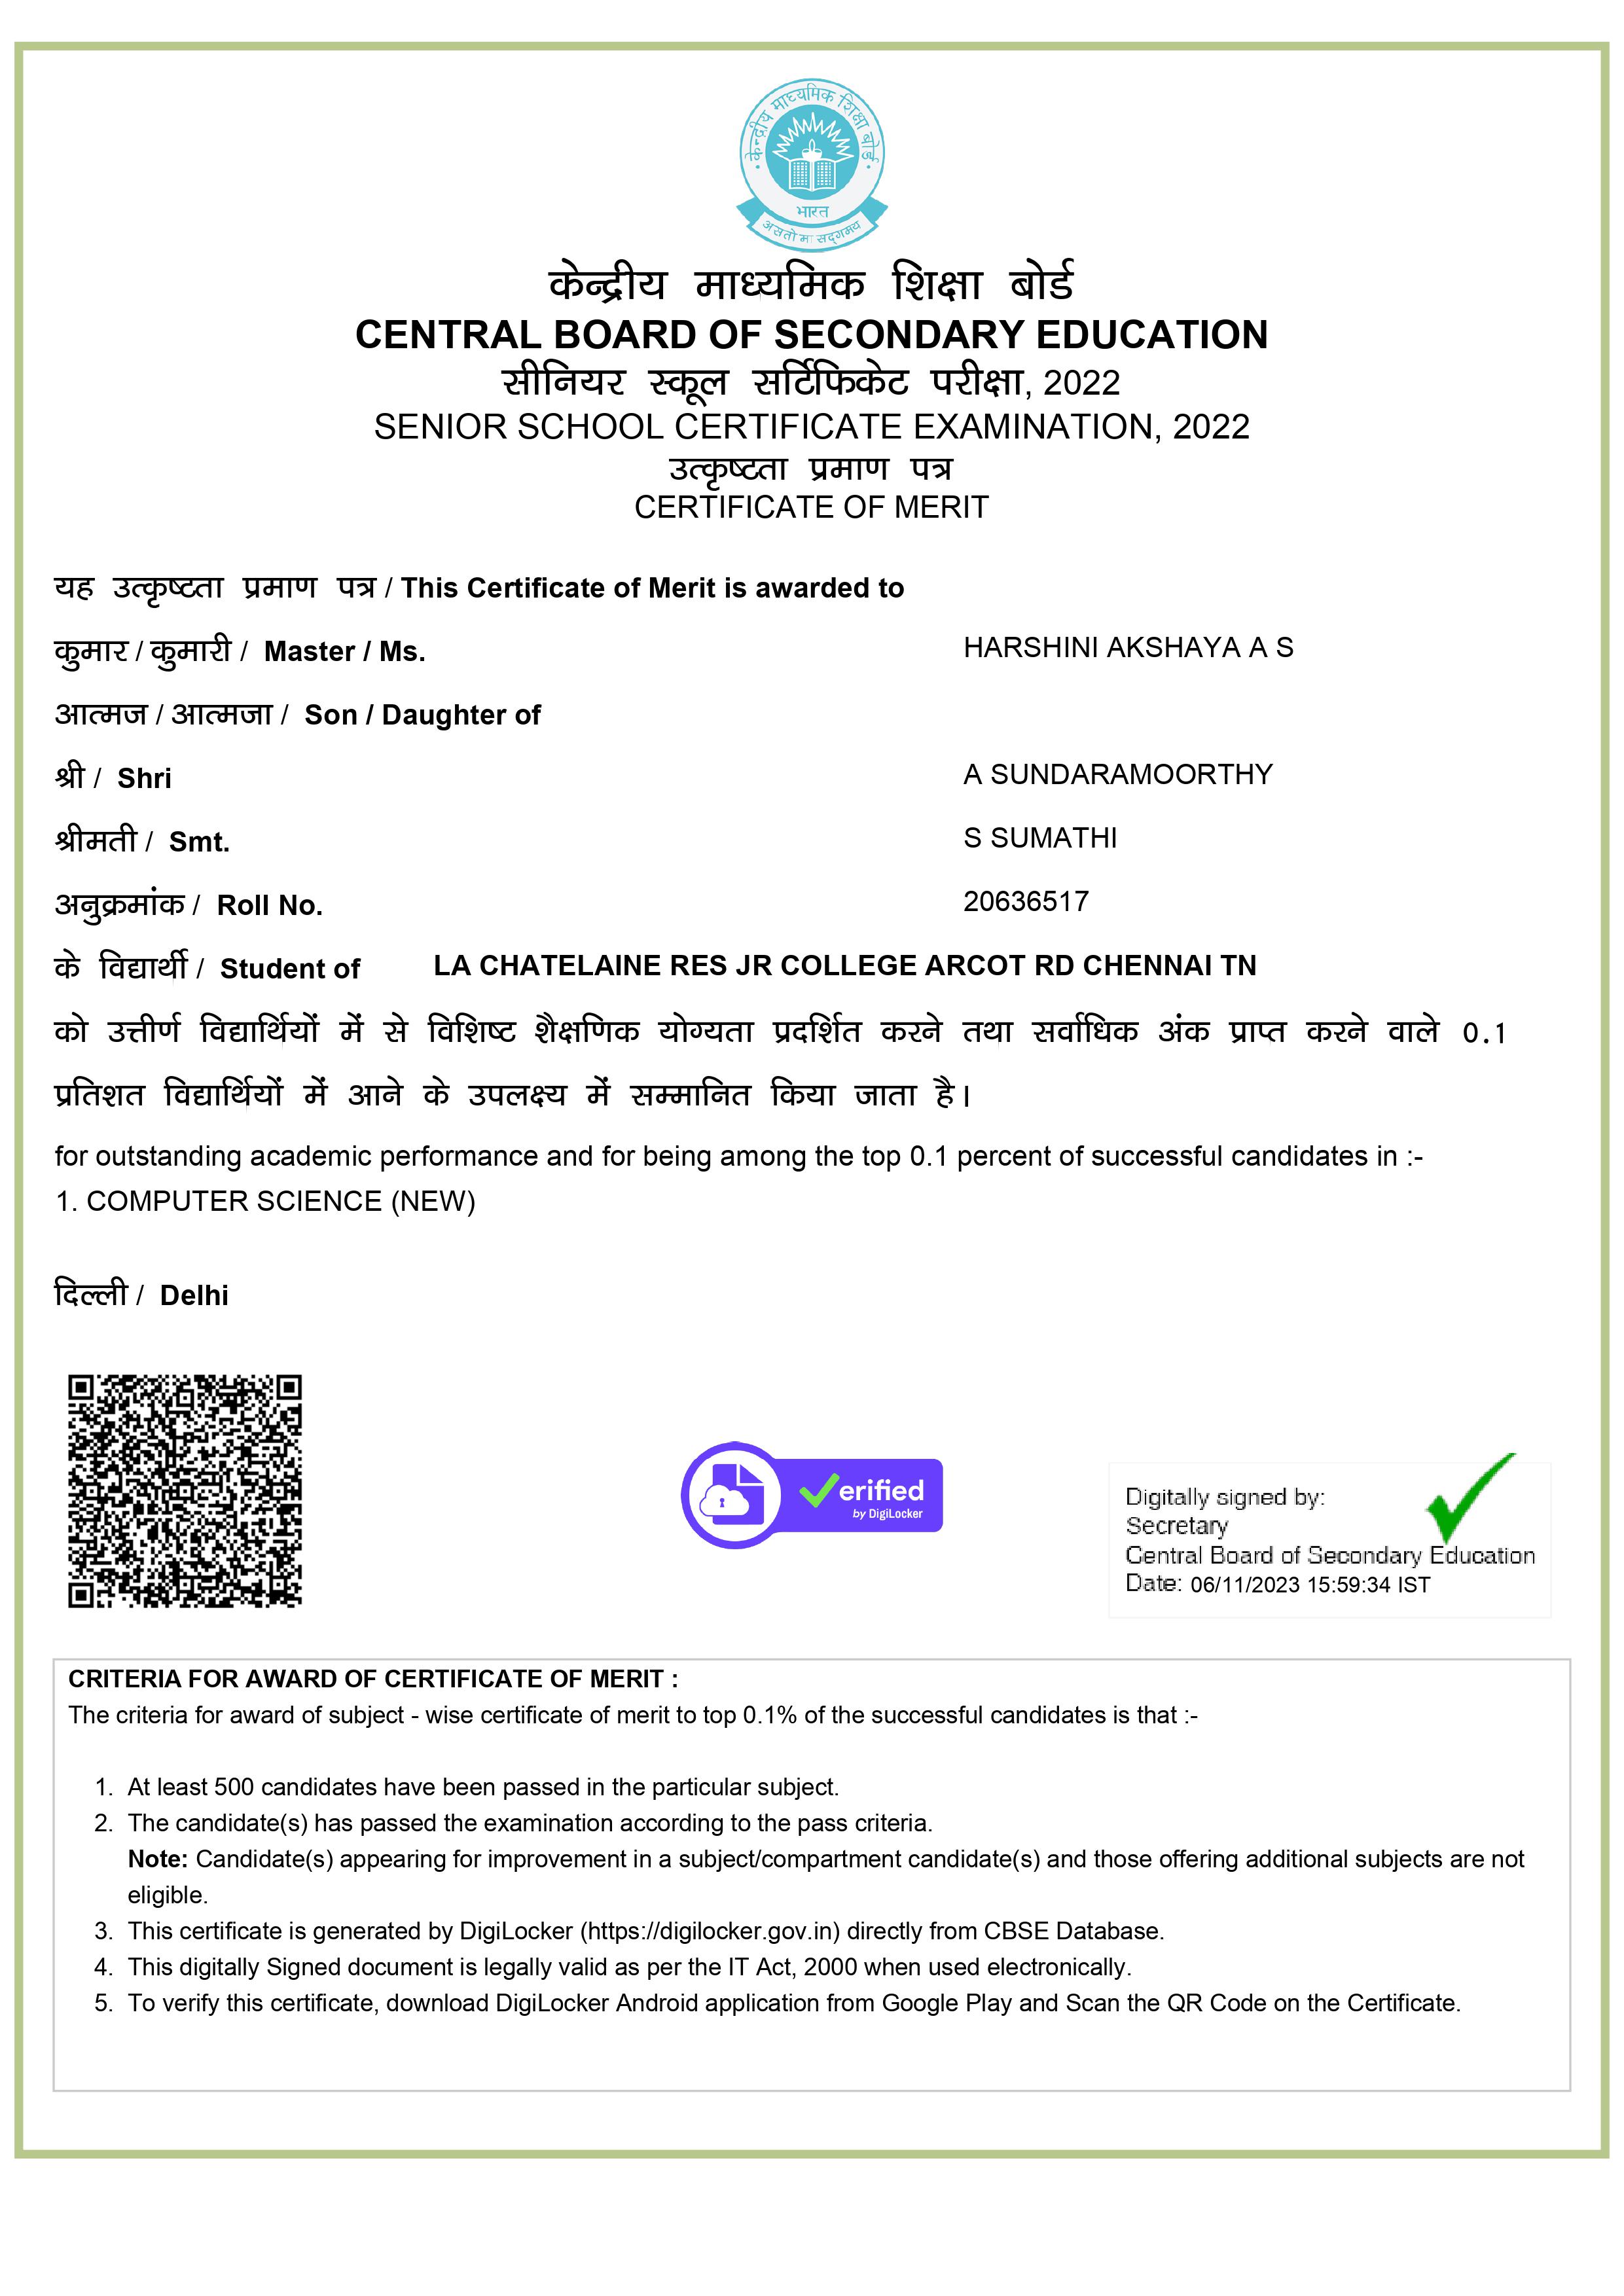 केन्द्रीय माध्यमिक शिक्षा बोर्ड
भारत
असतो मा सद्गमय
केन्द्रीय माध्यमिक शिक्षा बोर्ड
CENTRAL BOARD OF SECONDARY EDUCATION
सीनियर स्कूल सर्टिफिकेट परीक्षा, 2022
SENIOR SCHOOL CERTIFICATE EXAMINATION, 2022
उत्कृष्टता प्रमाण पत्र
CERTIFICATE OF MERIT
यह उत्कृष्टता प्रमाण पत्र / This Certificate of Merit is awarded to
कुमार / कुमारी / Master / Ms. HARSHINI AKSHAYA A S
आत्मज / आत्मजा / Son / Daughter of
श्री / Shri A SUNDARAMOORTHY
श्रीमती / Smt. S SUMATHI
अनुक्रमांक / Roll No. 20636517
के विद्यार्थी / Student of LA CHATELAINE RES JR COLLEGE ARCOT RD CHENNAI TN
को उत्तीर्ण विद्यार्थियों में से विशिष्ट शैक्षणिक योग्यता प्रदर्शित करने तथा सर्वाधिक अंक प्राप्त करने वाले 0.1
प्रतिशत विद्यार्थियों में आने के उपलक्ष्य में सम्मानित किया जाता है।
for outstanding academic performance and for being among the top 0.1 percent of successful candidates in :-
1. COMPUTER SCIENCE (NEW)
दिल्ली / Delhi
Verified
by DigiLocker
Digitally signed by:
Secretary
Central Board of Secondary Education
Date: 06/11/2023 15:59:34 IST
CRITERIA FOR AWARD OF CERTIFICATE OF MERIT :
The criteria for award of subject - wise certificate of merit to top 0.1% of the successful candidates is that :-
1. At least 500 candidates have been passed in the particular subject.
2. The candidate(s) has passed the examination according to the pass criteria.
Note: Candidate(s) appearing for improvement in a subject/compartment candidate(s) and those offering additional subjects are not
eligible.
3. This certificate is generated by DigiLocker (https://digilocker.gov.in) directly from CBSE Database.
4. This digitally Signed document is legally valid as per the IT Act, 2000 when used electronically.
5. To verify this certificate, download DigiLocker Android application from Google Play and Scan the QR Code on the Certificate.